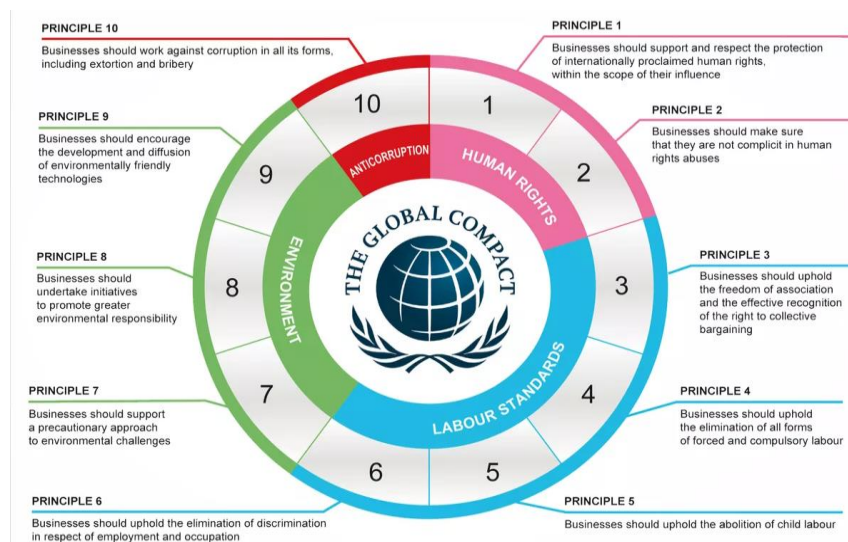 PRINCIPLE 10
Businesses should work against corruption in all its forms,
including extortion and bribery
PRINCIPLE 1
Businesses should support and respect the protection
of internationally proclaimed human rights,
within the scope of their influence
PRINCIPLE 2
Businesses should make sure
that they are not complicit in human
rights abuses
PRINCIPLE 3
Businesses should uphold
the freedom of association
and the effective recognition
of the right to collective
bargaining
PRINCIPLE 4
Businesses should uphold
the elimination of all forms
of forced and compulsory labour
PRINCIPLE 5
Businesses should uphold the abolition of child labour
PRINCIPLE 6
Businesses should uphold the elimination of discrimination
in respect of employment and occupation
PRINCIPLE 7
Businesses should support
a precautionary approach
to environmental challenges
PRINCIPLE 8
Businesses should
undertake initiatives
to promote greater
environmental responsibility
PRINCIPLE 9
Businesses should encourage
the development and diffusion
of environmentally friendly
technologies
10
1
2
3
4
5
6
7
8
9
ANTICORRUPTION
HUMAN RIGHTS
LABOUR STANDARDS
ENVIRONMENT
THE GLOBAL COMPACT